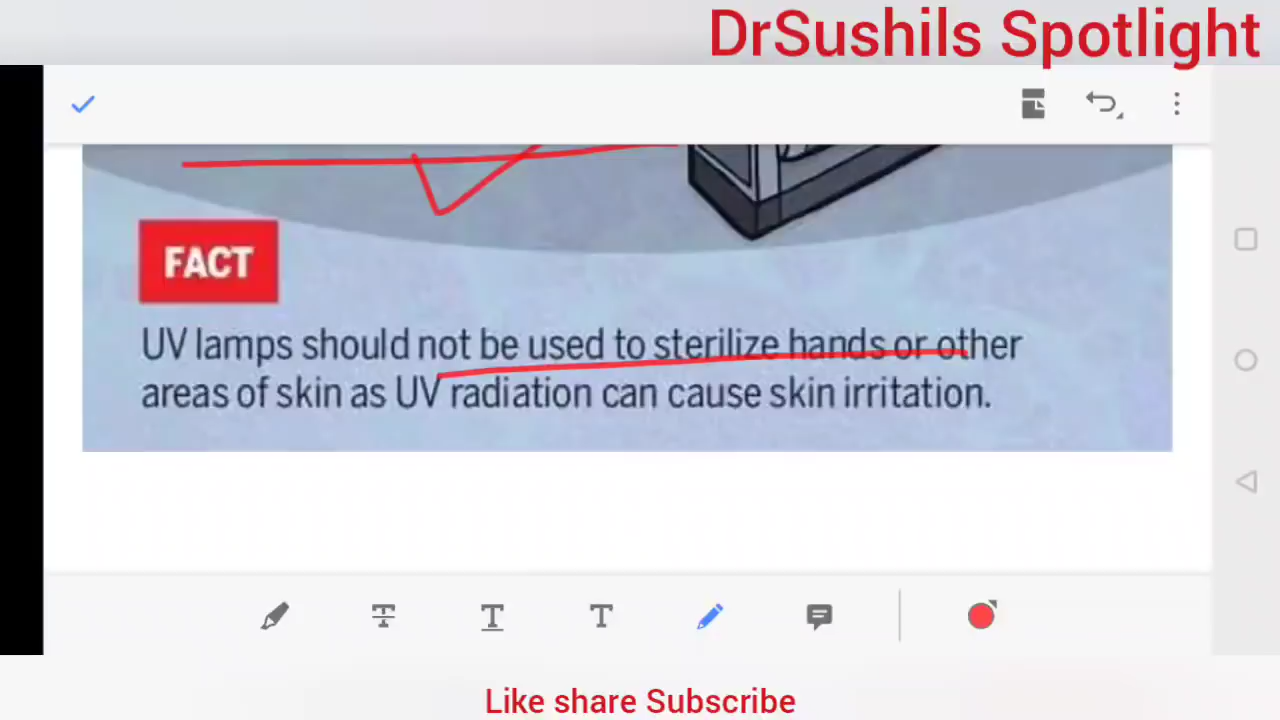 DrSushils Spotlight
FACT
UV lamps should not be used to sterilize hands or other
areas of skin as UV radiation can cause skin irritation.
Like share Subscribe